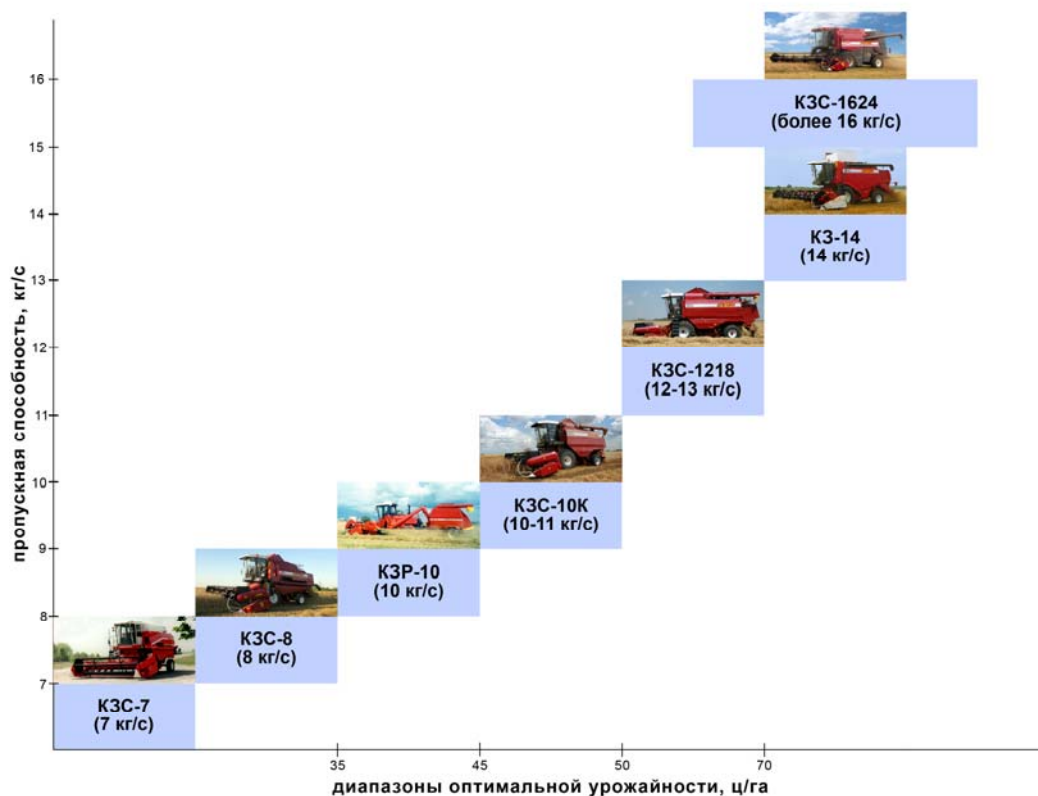 16
КЗС-1624
(более 16 кг/с)
15
14
КЗ-14
(14 кг/с)
13
12
КЗС-1218
(12-13 кг/с)
11
10
КЗС-10К
(10-11 кг/с)
9
КЗР-10
(10 кг/с)
8
КЗС-8
(8 кг/с)
7
КЗС-7
(7 кг/с)
пропускная способность, кг/с
35 45 50 70
диапазоны оптимальной урожайности, ц/га